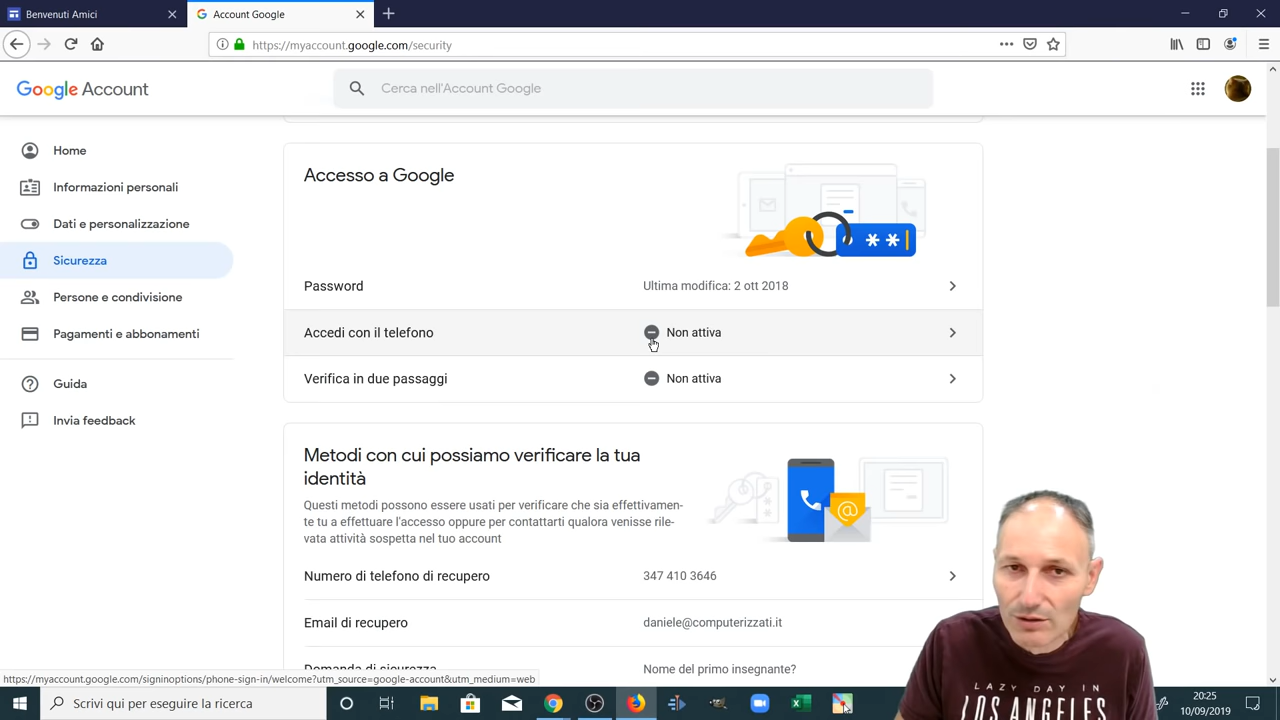 Benvenuti Amici
Account Google
https://myaccount.google.com/security
Google Account
Cerca nell'Account Google
Home
Informazioni personali
Dati e personalizzazione
Sicurezza
Persone e condivisione
Pagamenti e abbonamenti
Guida
Invia feedback
Accesso a Google
**
Password
Ultima modifica: 2 ott 2018
Accedi con il telefono
Non attiva
Verifica in due passaggi
Non attiva
Metodi con cui possiamo verificare la tua
identità
Questi metodi possono essere usati per verificare che sia effettivamen-
te tu a effettuare l'accesso oppure per contattarti qualora venisse rile-
vata attività sospetta nel tuo account
@
Numero di telefono di recupero
347 410 3646
Email di recupero
daniele@computerizzati.it
Domanda di sicurezza
Nome del primo insegnante?
https://myaccount.google.com/signinoptions/phone-sign-in/welcome?utm_source=google-account&utm_medium=web
Scrivi qui per eseguire la ricerca
20:25
10/09/2019
LAZY DAY IN
LOS ANGELES